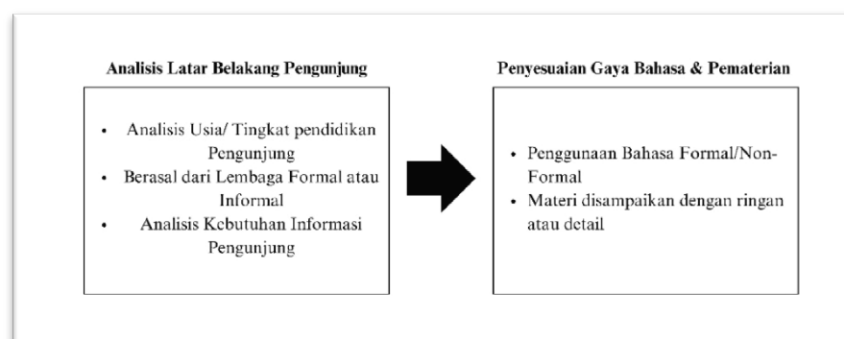 Analisis Latar Belakang Pengunjung
• Analisis Usia/ Tingkat pendidikan
Pengunjung
• Berasal dari Lembaga Formal atau
Informal
• Analisis Kebutuhan Informasi
Pengunjung
Penyesuaian Gaya Bahasa & Pematerian
• Penggunaan Bahasa Formal/Non-
Formal
• Materi disampaikan dengan ringan
atau detail